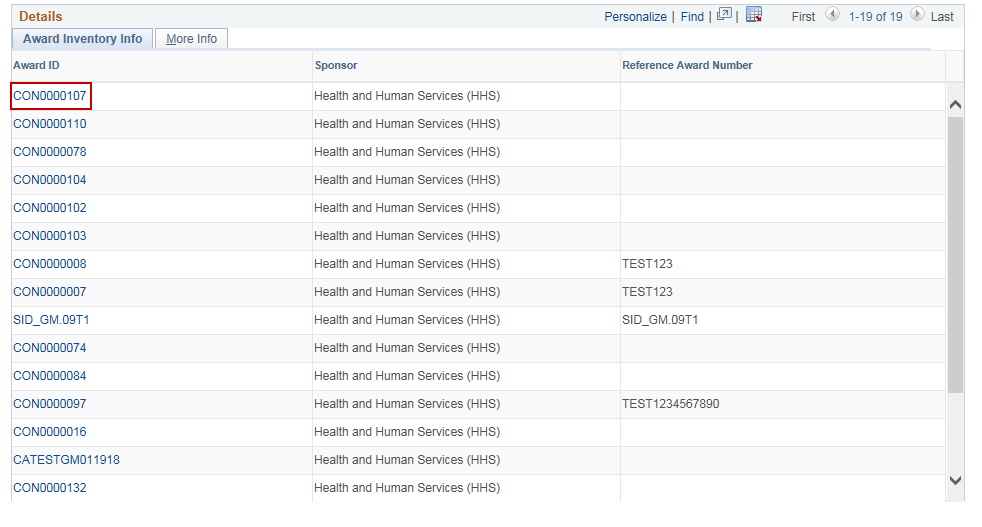 Details Personalize | Find | | First 1-19 of 19 Last
Award Inventory Info More Info
Award ID Sponsor Reference Award Number
CON0000107 Health and Human Services (HHS)
CON0000110 Health and Human Services (HHS)
CON0000078 Health and Human Services (HHS)
CON0000104 Health and Human Services (HHS)
CON0000102 Health and Human Services (HHS)
CON0000103 Health and Human Services (HHS)
CON0000008 Health and Human Services (HHS) TEST123
CON0000007 Health and Human Services (HHS) TEST123
SID_GM.09T1 Health and Human Services (HHS) SID_GM.09T1
CON0000074 Health and Human Services (HHS)
CON0000084 Health and Human Services (HHS)
CON0000097 Health and Human Services (HHS) TEST1234567890
CON0000016 Health and Human Services (HHS)
CATESTGM011918 Health and Human Services (HHS)
CON0000132 Health and Human Services (HHS)